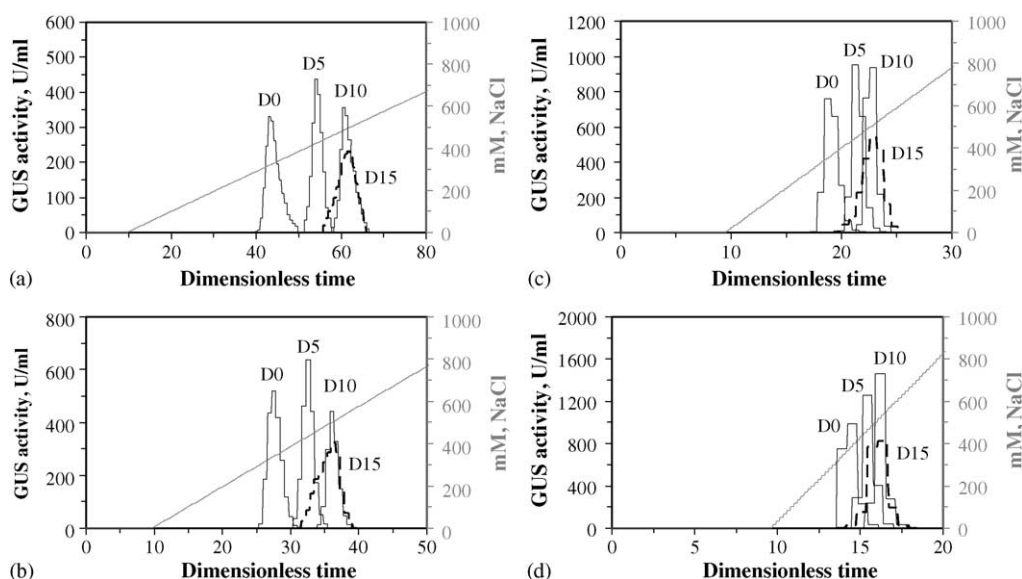 600
500
400
300
200
100
0
GUS activity, U/ml
D0
D5
D10
D15
1000
800
600
400
200
0
mM, NaCl
0 20 40 60 80
Dimensionless time
(a)
1200
1000
800
600
400
200
0
GUS activity, U/ml
D0
D5
D10
D15
1000
800
600
400
200
0
mM, NaCl
0 10 20 30
Dimensionless time
(c)
800
600
400
200
0
GUS activity, U/ml
D0
D5
D10
D15
1000
800
600
400
200
0
mM, NaCl
0 10 20 30 40 50
Dimensionless time
(b)
2000
1600
1200
800
400
0
GUS activity, U/ml
D0
D5
D10
D15
1000
800
600
400
200
0
mM, NaCl
0 5 10 15 20
Dimensionless time
(d)